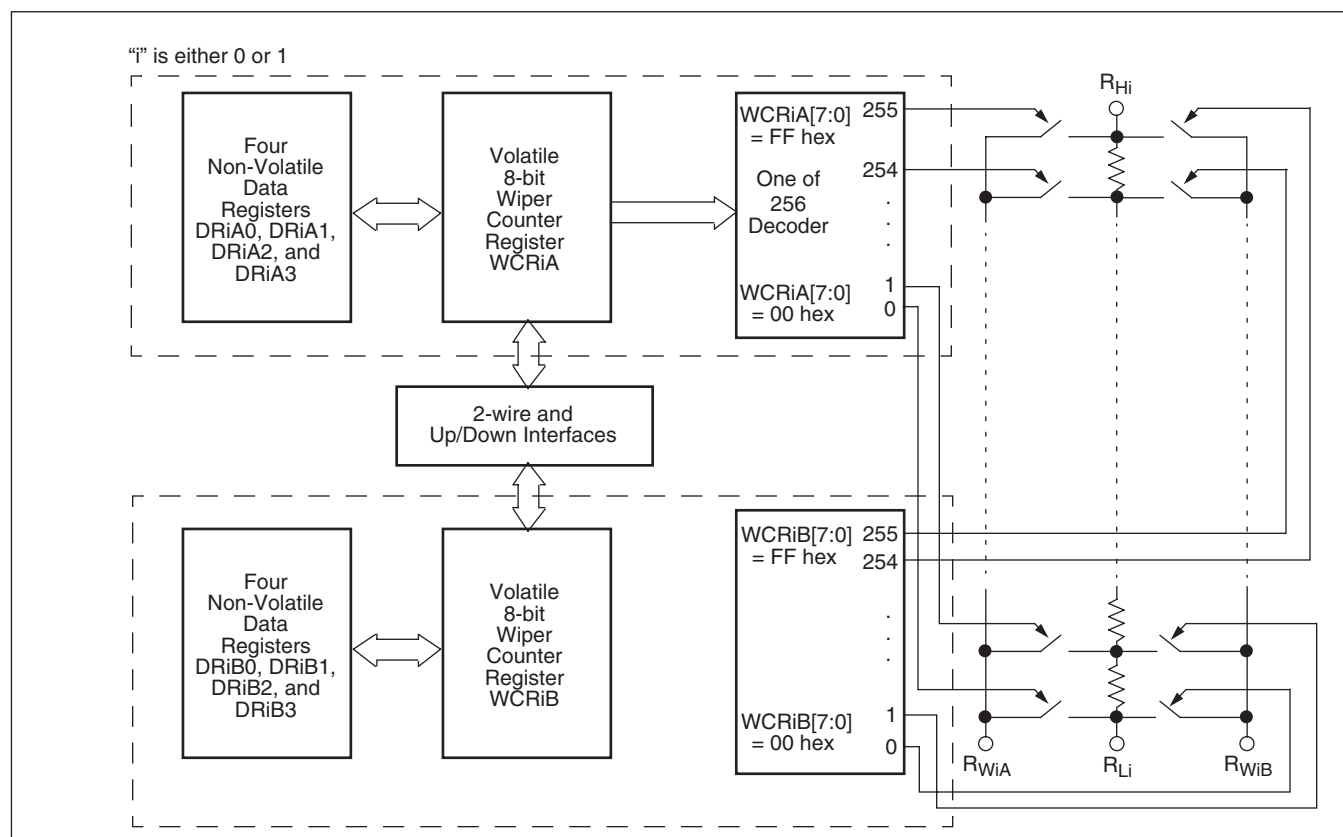 “i” is either 0 or 1
Four
Non-Volatile
Data
Registers
DRiA0, DRiA1,
DRiA2, and
DRiA3
Volatile
8-bit
Wiper
Counter
Register
WCRiA
WCRiA[7:0]
= FF hex
255
254
One of
256
Decoder
.
.
.
WCRiA[7:0]
= 00 hex
1
0
RHi
2-wire and
Up/Down Interfaces
Four
Non-Volatile
Data
Registers
DRiB0, DRiB1,
DRiB2, and
DRiB3
Volatile
8-bit
Wiper
Counter
Register
WCRiB
WCRiB[7:0]
= FF hex
255
254
.
.
.
WCRiB[7:0]
= 00 hex
1
0
RWiA
RLi
RWiB